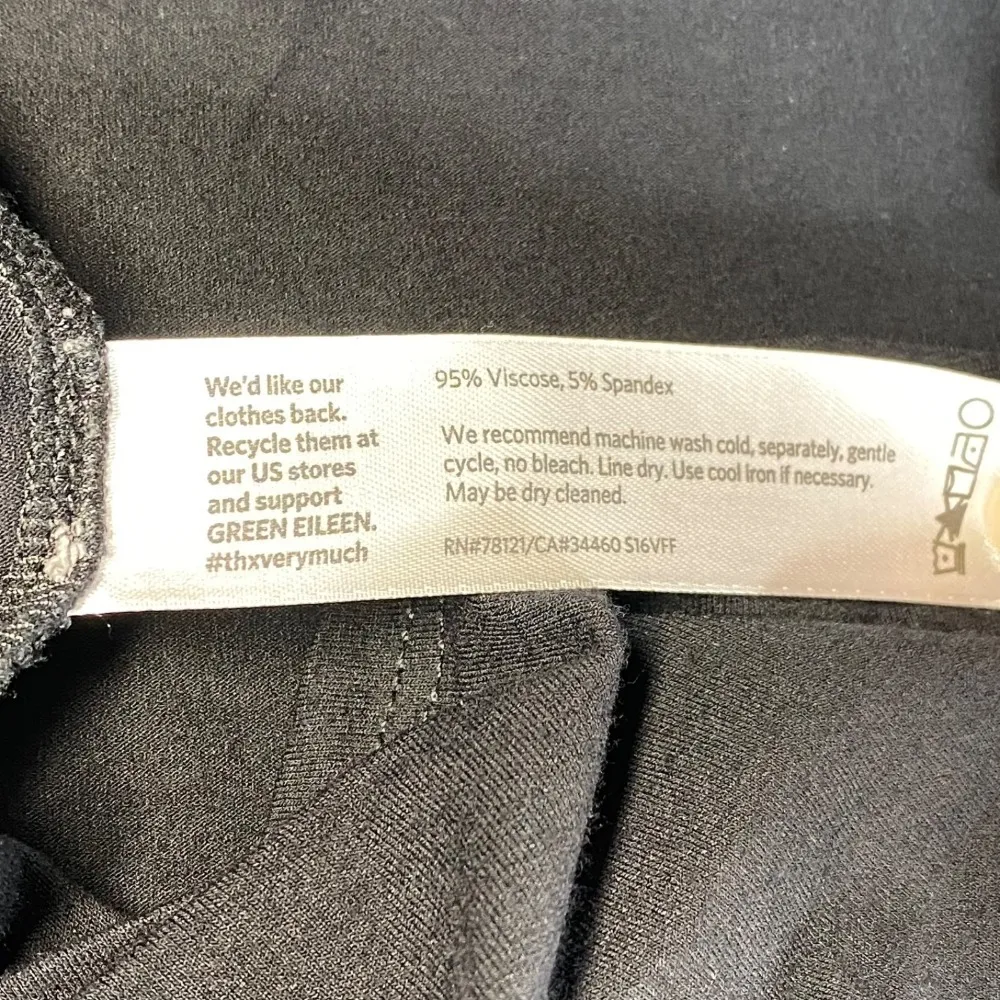 We'd like our
clothes back.
Recycle them at
our US stores
and support
GREEN EILEEN.
#thxverymuch
95% Viscose, 5% Spandex
We recommend machine wash cold, separately, gentle
cycle, no bleach. Line dry. Use cool iron if necessary.
May be dry cleaned.
RN#78121/CA#34460 S16VFF